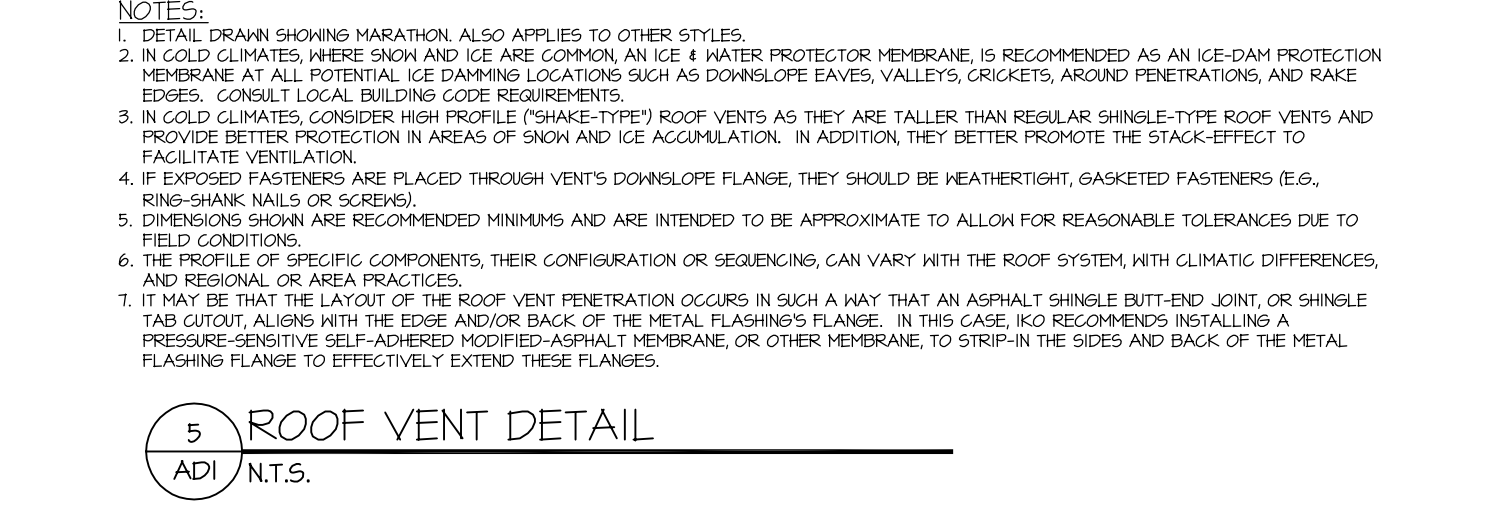 NOTES:
1. DETAIL DRAWN SHOWING MARATHON. ALSO APPLIES TO OTHER STYLES.
2. IN COLD CLIMATES, WHERE SNOW AND ICE ARE COMMON, AN ICE & WATER PROTECTOR MEMBRANE, IS RECOMMENDED AS AN ICE-DAM PROTECTION
MEMBRANE AT ALL POTENTIAL ICE DAMMING LOCATIONS SUCH AS DOWNSLOPE EAVES, VALLEYS, CRICKETS, AROUND PENETRATIONS, AND RAKE
EDGES. CONSULT LOCAL BUILDING CODE REQUIREMENTS.
3. IN COLD CLIMATES, CONSIDER HIGH PROFILE ("SHAKE-TYPE") ROOF VENTS AS THEY ARE TALLER THAN REGULAR SHINGLE-TYPE ROOF VENTS AND
PROVIDE BETTER PROTECTION IN AREAS OF SNOW AND ICE ACCUMULATION. IN ADDITION, THEY BETTER PROMOTE THE STACK-EFFECT TO
FACILITATE VENTILATION.
4. IF EXPOSED FASTENERS ARE PLACED THROUGH VENT'S DOWNSLOPE FLANGE, THEY SHOULD BE WEATHERTIGHT, GASKETED FASTENERS (E.G.,
RING-SHANK NAILS OR SCREWS).
5. DIMENSIONS SHOWN ARE RECOMMENDED MINIMUMS AND ARE INTENDED TO BE APPROXIMATE TO ALLOW FOR REASONABLE TOLERANCES DUE TO
FIELD CONDITIONS.
6. THE PROFILE OF SPECIFIC COMPONENTS, THEIR CONFIGURATION OR SEQUENCING, CAN VARY WITH THE ROOF SYSTEM, WITH CLIMATIC DIFFERENCES,
AND REGIONAL OR AREA PRACTICES.
7. IT MAY BE THAT THE LAYOUT OF THE ROOF VENT PENETRATION OCCURS IN SUCH A WAY THAT AN ASPHALT SHINGLE BUTT-END JOINT, OR SHINGLE
TAB CUTOUT, ALIGNS WITH THE EDGE AND/OR BACK OF THE METAL FLASHING'S FLANGE. IN THIS CASE, IKO RECOMMENDS INSTALLING A
PRESSURE-SENSITIVE SELF-ADHERED MODIFIED-ASPHALT MEMBRANE, OR OTHER MEMBRANE, TO STRIP-IN THE SIDES AND BACK OF THE METAL
FLASHING FLANGE TO EFFECTIVELY EXTEND THESE FLANGES.
5
ROOF VENT DETAIL
ADI
N.T.S.